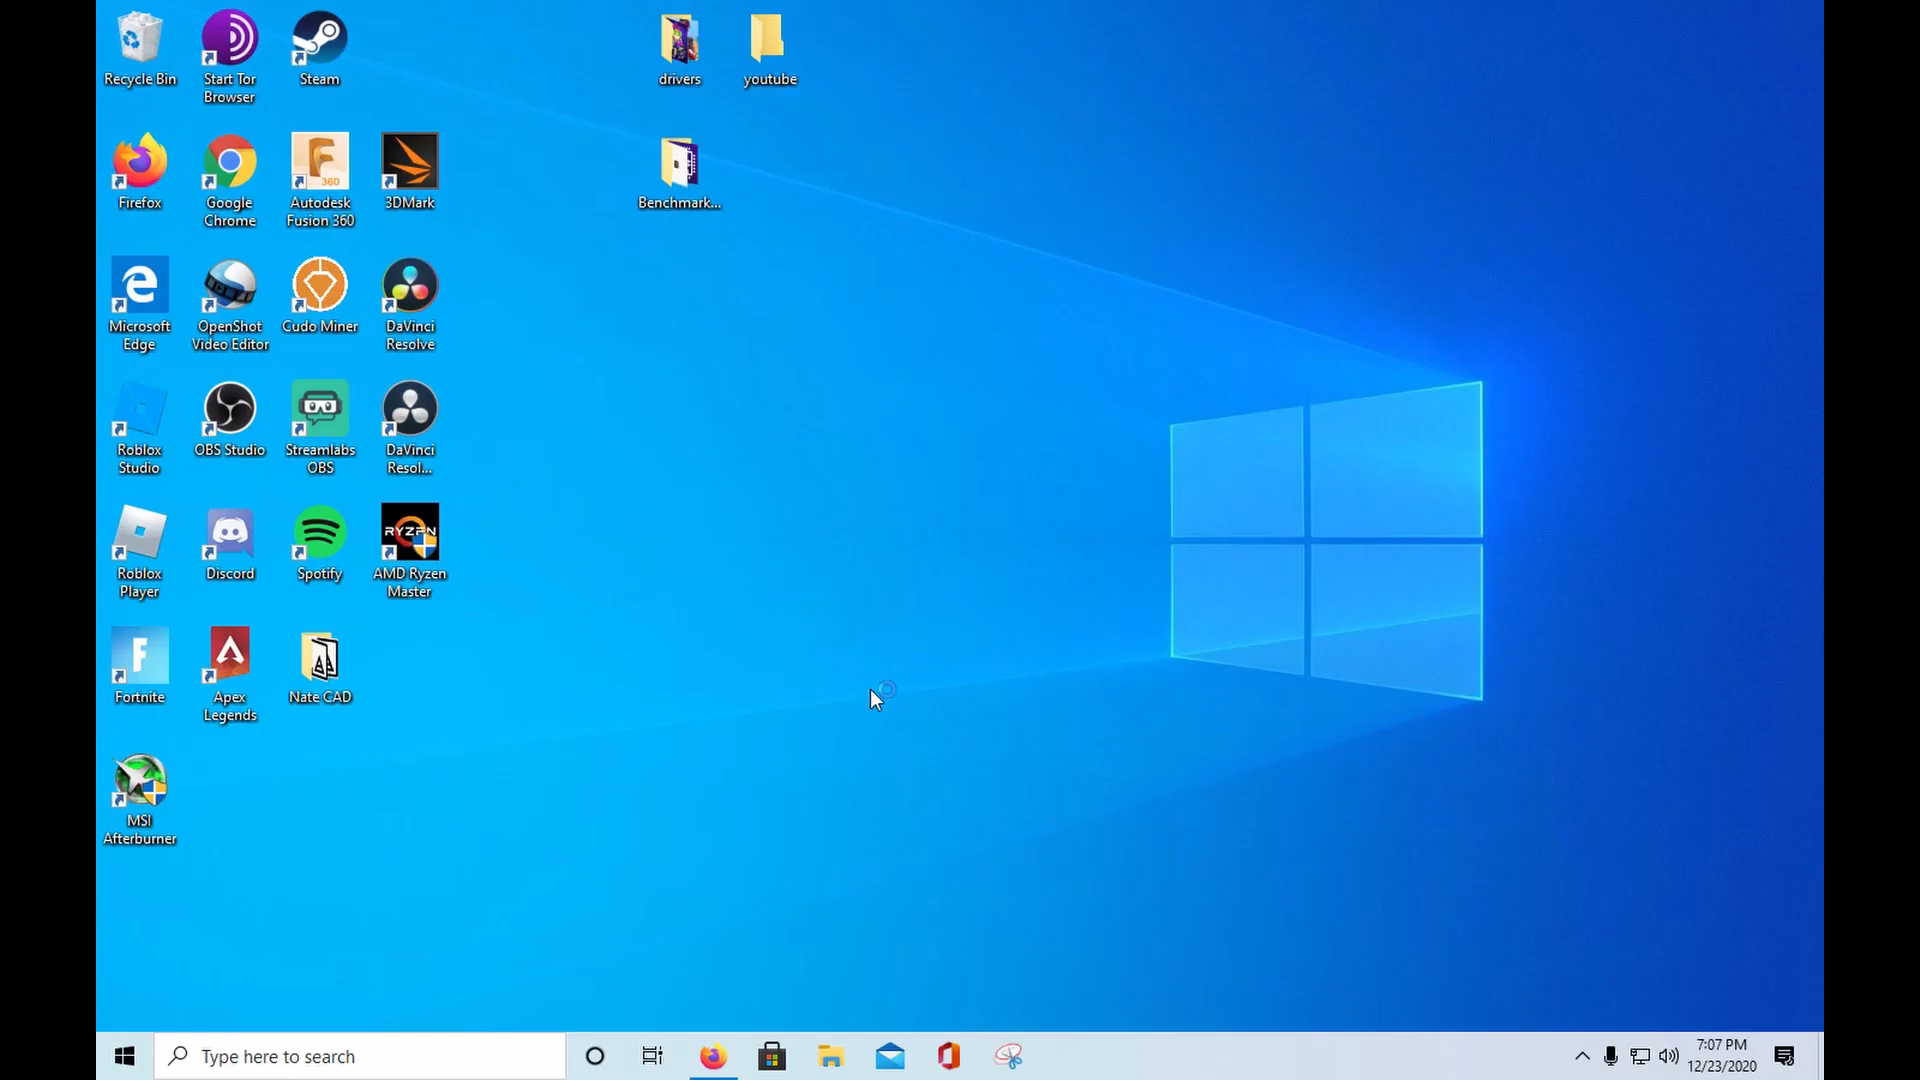 Recycle Bin
Start Tor
Browser
Steam
drivers
youtube
Firefox
Google
Chrome
F
360
Autodesk
Fusion 360
3DMark
Benchmark...
Microsoft
Edge
OpenShot
Video Editor
Cudo Miner
DaVinci
Resolve
Roblox
Studio
OBS Studio
Streamlabs
OBS
DaVinci
Resol...
Roblox
Player
Discord
Spotify
RYZEN
AMD Ryzen
Master
F
Fortnite
Apex
Legends
Nate CAD
MSI
Afterburner
Type here to search
7:07 PM
12/23/2020